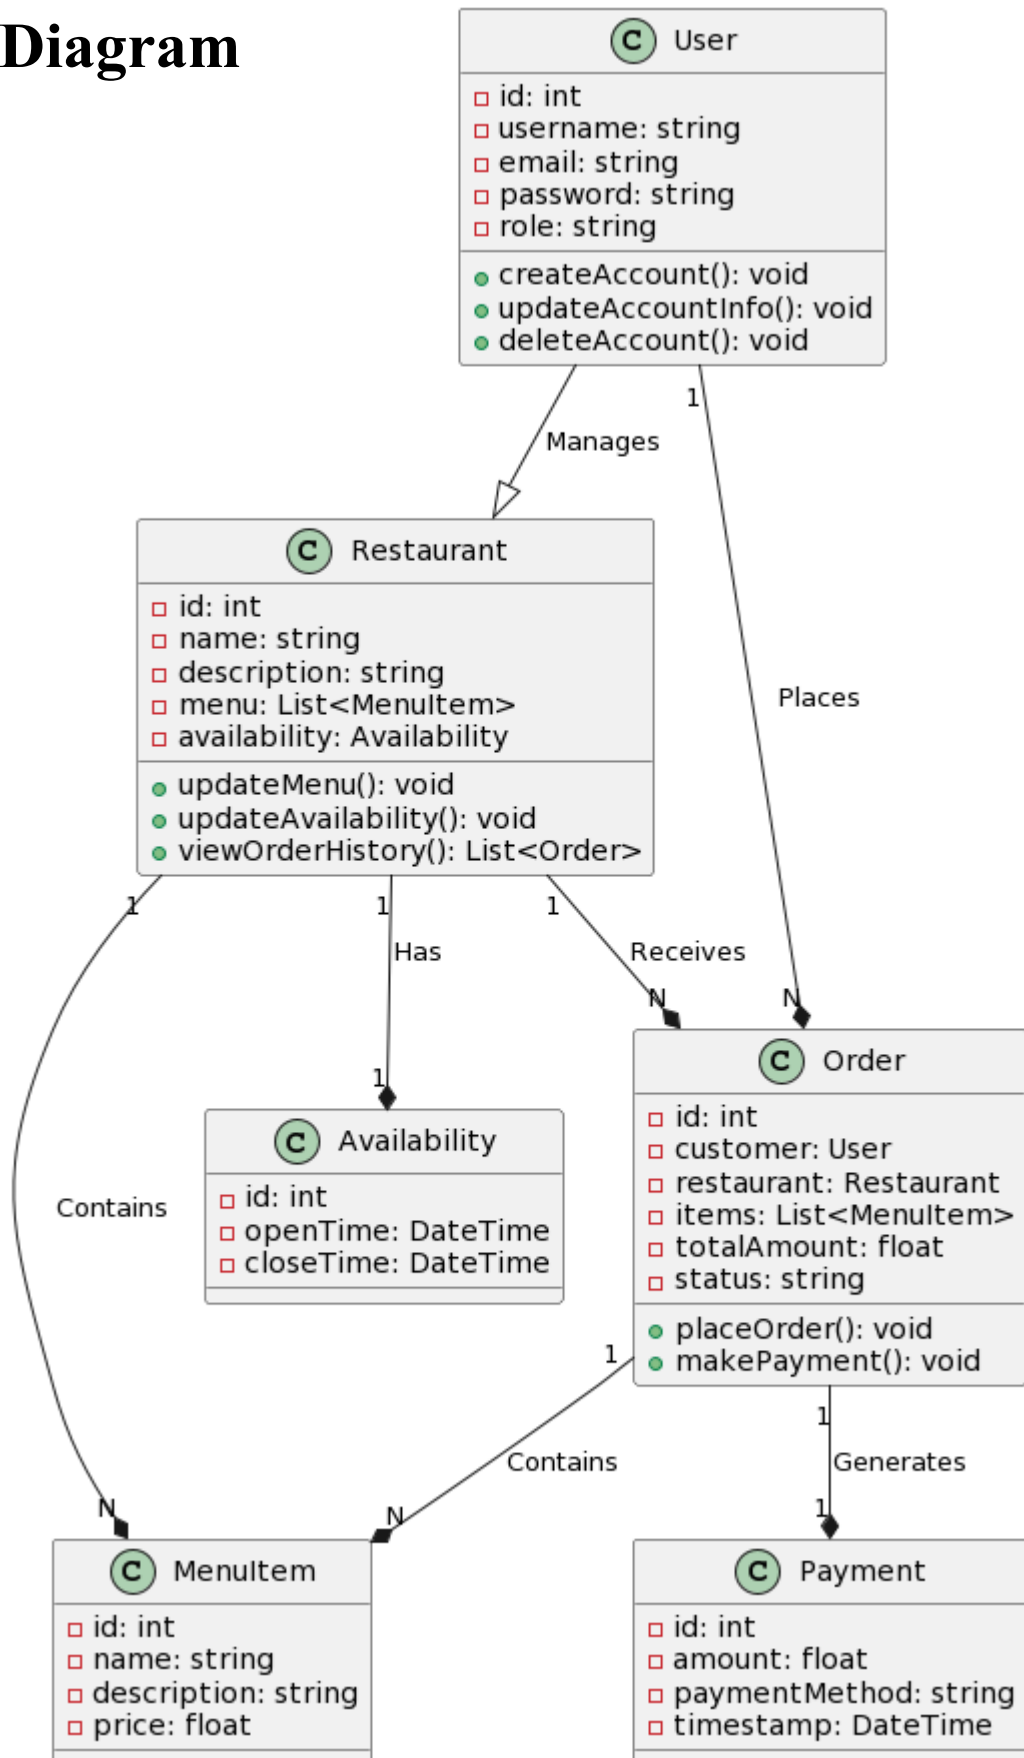 Diagram
C User
id: int
username: string
email: string
password: string
role: string
createAccount(): void
updateAccountInfo(): void
deleteAccount(): void
1
Manages
C Restaurant
id: int
name: string
description: string
menu: List<MenuItem>
availability: Availability
updateMenu(): void
updateAvailability(): void
viewOrderHistory(): List<Order>
Places
1 1 1
Has
Receives
N N
1
C Order
id: int
customer: User
restaurant: Restaurant
items: List<MenuItem>
totalAmount: float
status: string
placeOrder(): void
makePayment(): void
C Availability
id: int
openTime: DateTime
closeTime: DateTime
Contains
1
1
Contains
Generates
N N 1
C MenuItem
id: int
name: string
description: string
price: float
C Payment
id: int
amount: float
paymentMethod: string
timestamp: DateTime